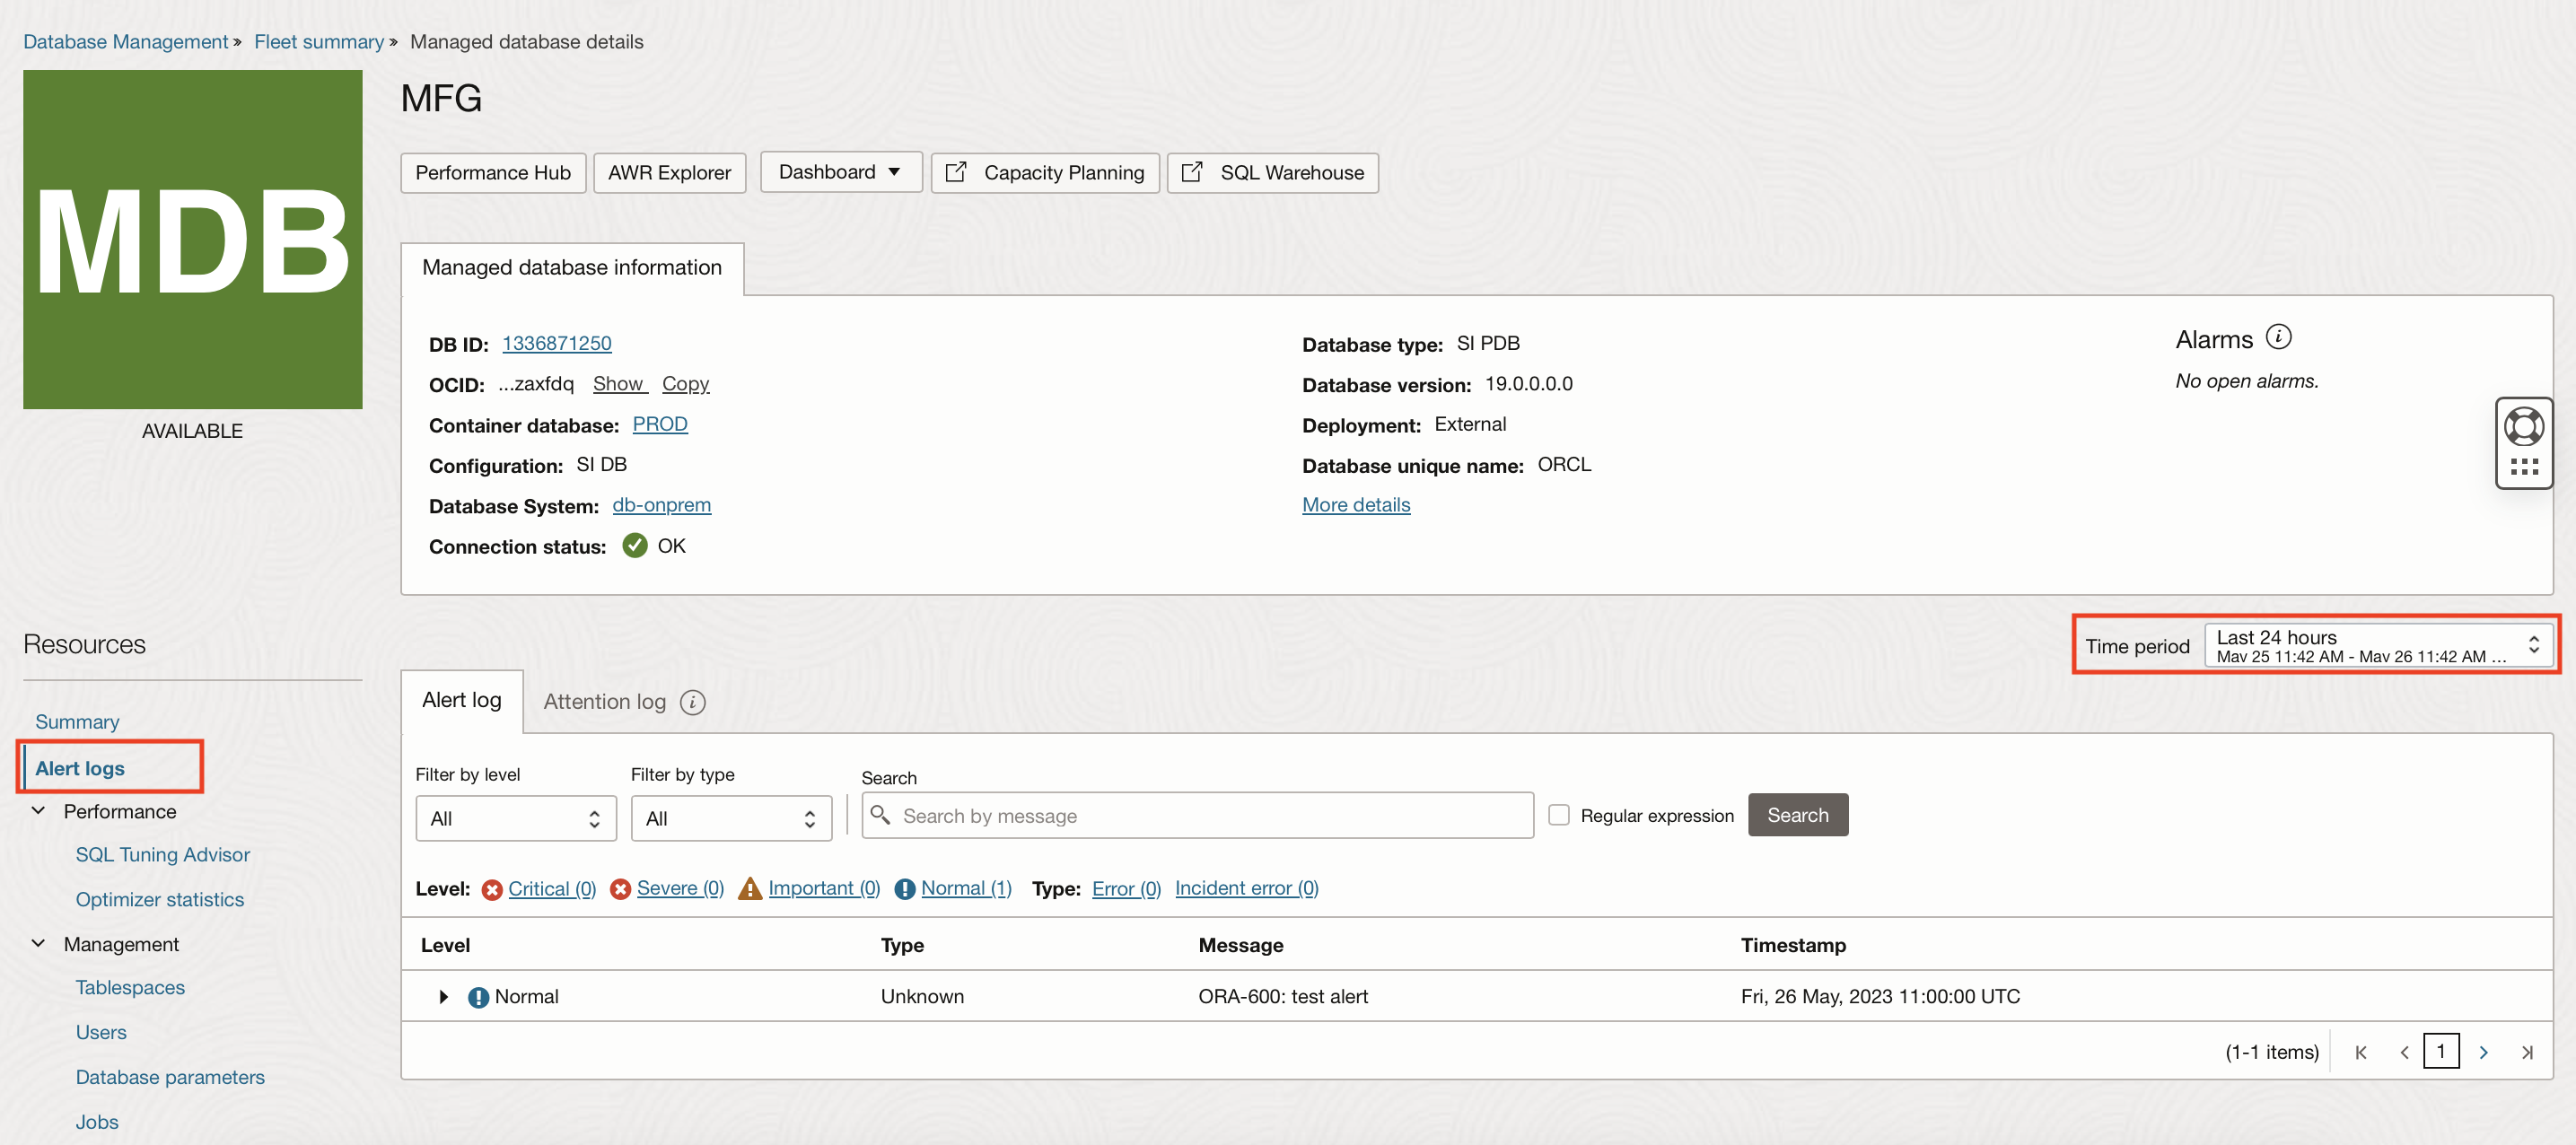 Database Management » Fleet summary » Managed database details
MDB
AVAILABLE
MFG
Performance Hub
AWR Explorer
Dashboard
Capacity Planning
SQL Warehouse
Managed database information
DB ID: 1336871250
OCID: ...zaxfdq Show Copy
Container database: PROD
Configuration: SI DB
Database System: db-onprem
Connection status: OK
Database type: SI PDB
Database version: 19.0.0.0.0
Deployment: External
Database unique name: ORCL
More details
Alarms
No open alarms.
Resources
Summary
Alert logs
Performance
SQL Tuning Advisor
Optimizer statistics
Management
Tablespaces
Users
Database parameters
Jobs
Time period
Last 24 hours
May 25 11:42 AM - May 26 11:42 AM ...
Alert log
Attention log
Filter by level
All
Filter by type
All
Search
Search by message
Regular expression
Search
Level: Critical (0) Severe (0) Important (0) Normal (1) Type: Error (0) Incident error (0)
Level Type Message Timestamp
Normal Unknown ORA-600: test alert Fri, 26 May, 2023 11:00:00 UTC
(1-1 items) 1